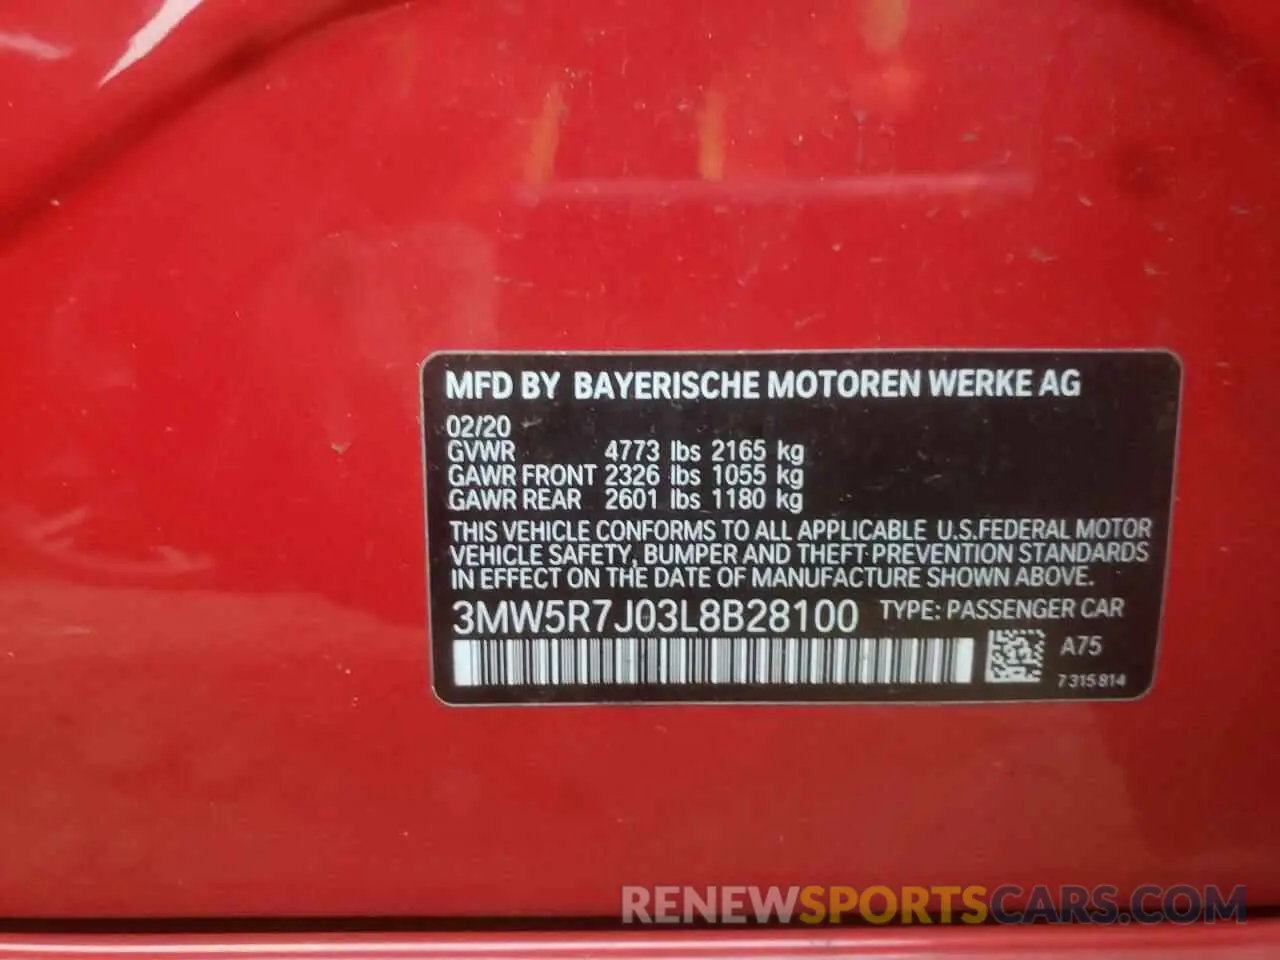 MFD BY BAYERISCHE MOTOREN WERKE AG
02/20
GVWR 4773 lbs 2165 kg
GAWR FRONT 2326 lbs 1055 kg
GAWR REAR 2601 lbs 1180 kg
THIS VEHICLE CONFORMS TO ALL APPLICABLE U.S.FEDERAL MOTOR
VEHICLE SAFETY, BUMPER AND THEFT PREVENTION STANDARDS
IN EFFECT ON THE DATE OF MANUFACTURE SHOWN ABOVE.
3MW5R7J03L8B28100 TYPE: PASSENGER CAR
A75
7315814
RENEWSPORTSCARS.COM